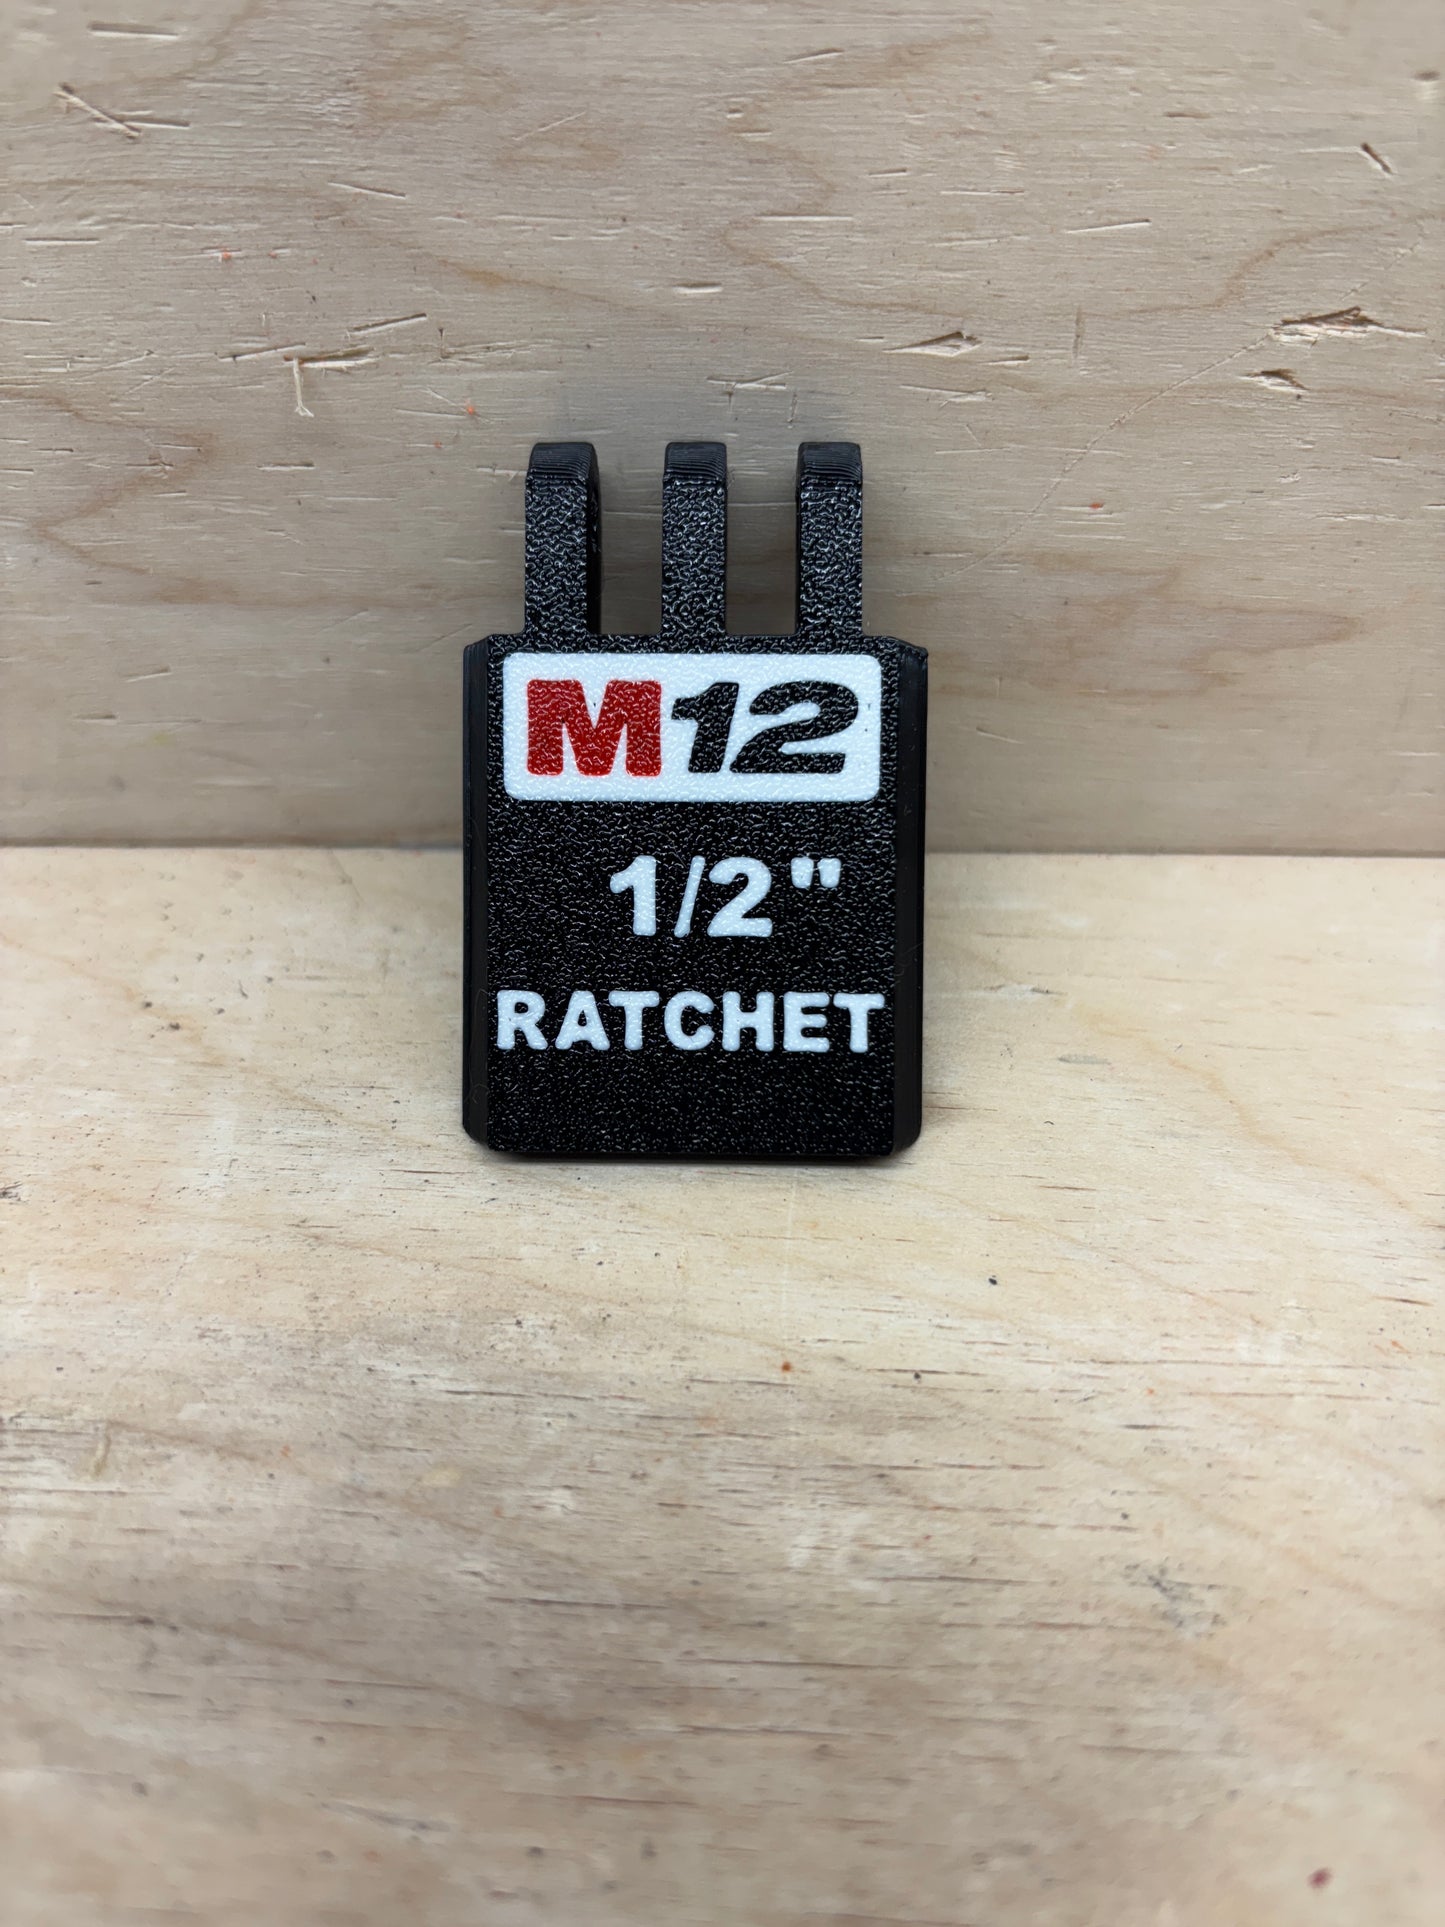 M12
1/2"
RATCHET